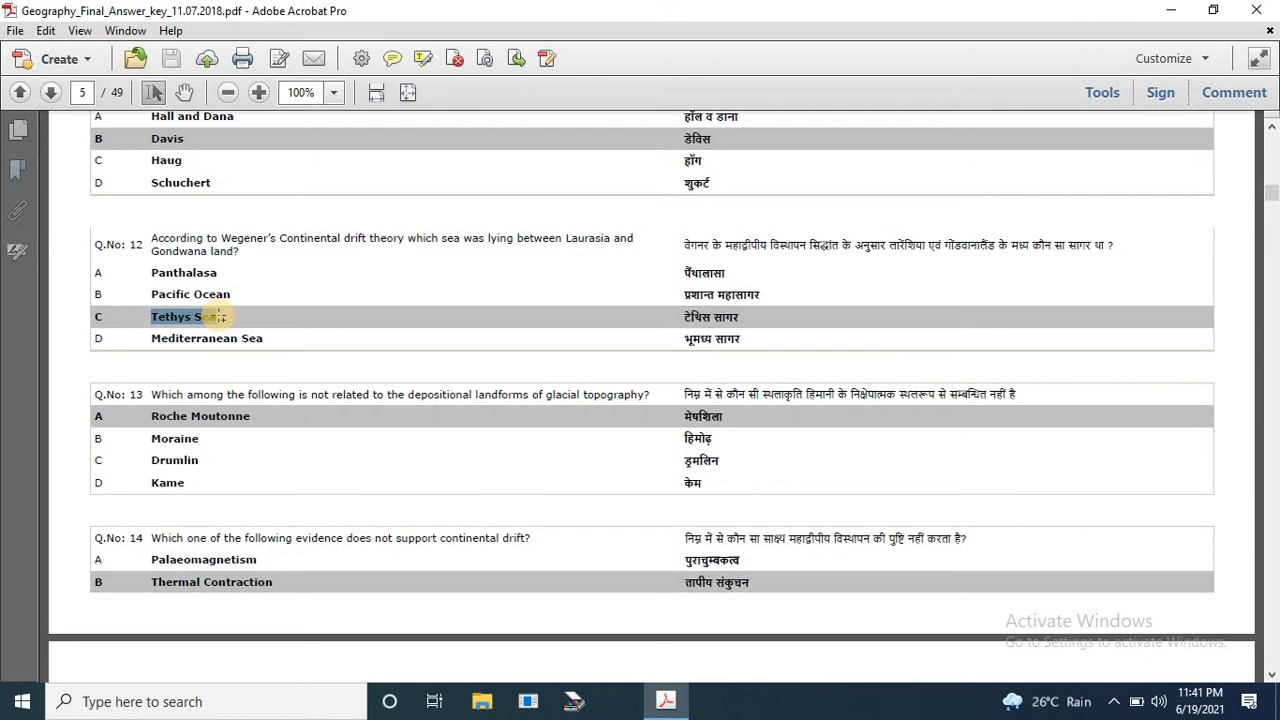 Geography_Final_Answer_key_11.07.2018.pdf - Adobe Acrobat Pro
File Edit View Window Help
Create
Customize
5 / 49
100%
Tools Sign Comment
A Hall and Dana हॉल व डाना
B Davis डेविस
C Haug हॉग
D Schuchert शुकर्ट
Q.No: 12 According to Wegener's Continental drift theory which sea was lying between Laurasia and
Gondwana land?
वेगनर के महाद्वीपीय विस्थापन सिद्धांत के अनुसार लारेंशिया एवं गोंडवानालैंड के मध्य कौन सा सागर था ?
A Panthalasa पैंथालासा
B Pacific Ocean प्रशान्त महासागर
C Tethys Sea टेथिस सागर
D Mediterranean Sea भूमध्य सागर
Q.No: 13 Which among the following is not related to the depositional landforms of glacial topography? निम्न में से कौन सी स्थलाकृति हिमानी के निक्षेपात्मक स्थलरूप से सम्बन्धित नहीं है
A Roche Moutonne मेषशिला
B Moraine हिमोढ़
C Drumlin ड्रमलिन
D Kame केम
Q.No: 14 Which one of the following evidence does not support continental drift? निम्न में से कौन सा साक्ष्य महाद्वीपीय विस्थापन की पुष्टि नहीं करता है?
A Palaeomagnetism पुराचुम्बकत्व
B Thermal Contraction तापीय संकुचन
Activate Windows
Go to Settings to activate Windows.
Type here to search
26°C Rain
11:41 PM
6/19/2021